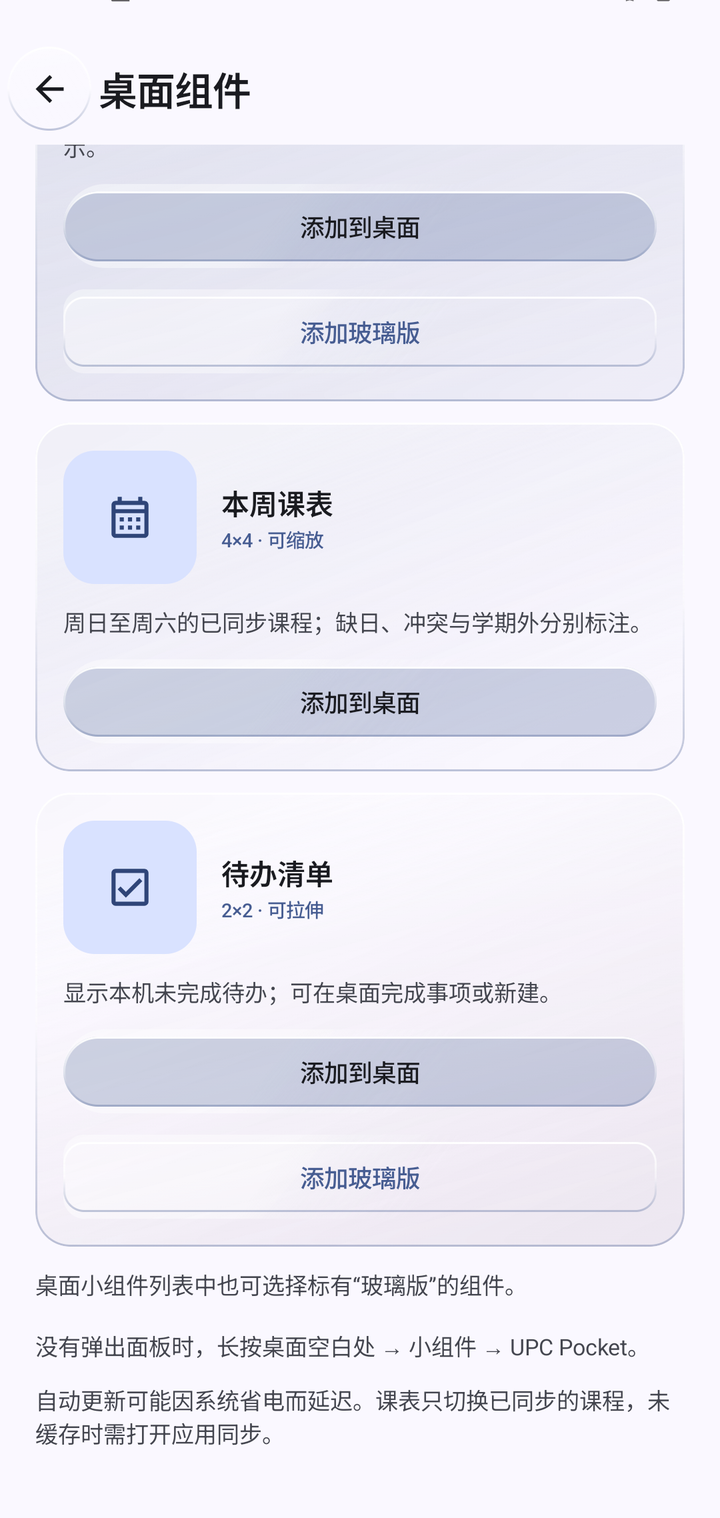 桌面组件
示。
添加到桌面
添加玻璃版
本周课表
4×4 · 可缩放
周日至周六的已同步课程；缺日、冲突与学期外分别标注。
添加到桌面
待办清单
2×2 · 可拉伸
显示本机未完成待办；可在桌面完成事项或新建。
添加到桌面
添加玻璃版
桌面小组件列表中也可选择标有“玻璃版”的组件。
没有弹出面板时，长按桌面空白处 → 小组件 → UPC Pocket。
自动更新可能因系统省电而延迟。课表只切换已同步的课程，未
缓存时需打开应用同步。